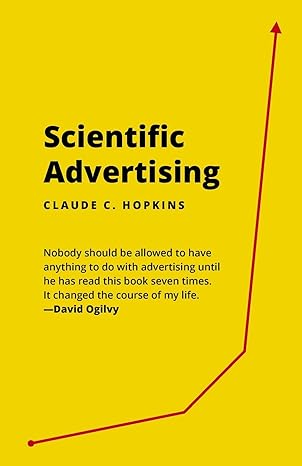 Scientific
Advertising
CLAUDE C. HOPKINS
Nobody should be allowed to have
anything to do with advertising until
he has read this book seven times.
It changed the course of my life.
—David Ogilvy